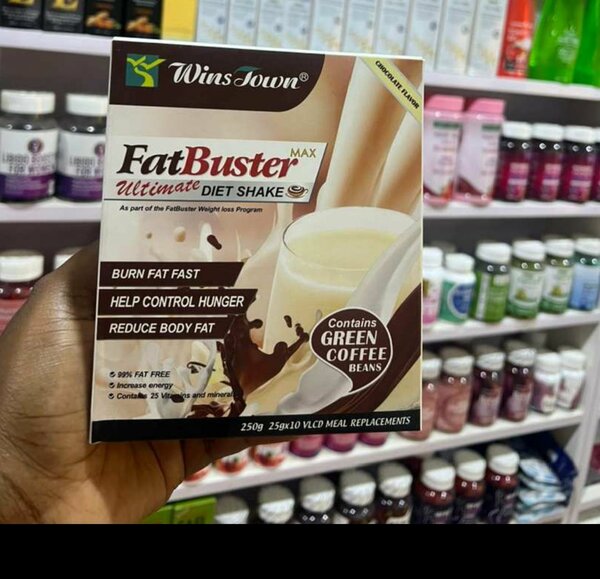 Wins Town®
CHOCOLATE FLAVOR
FatBuster MAX
Ultimate DIET SHAKE
As part of the FatBuster Weight loss Program
BURN FAT FAST
HELP CONTROL HUNGER
REDUCE BODY FAT
Contains
GREEN
COFFEE
BEANS
99% FAT FREE
Increase energy
Contains 25 Vitamins and mineral
250g 25gx10 VLCD MEAL REPLACEMENTS